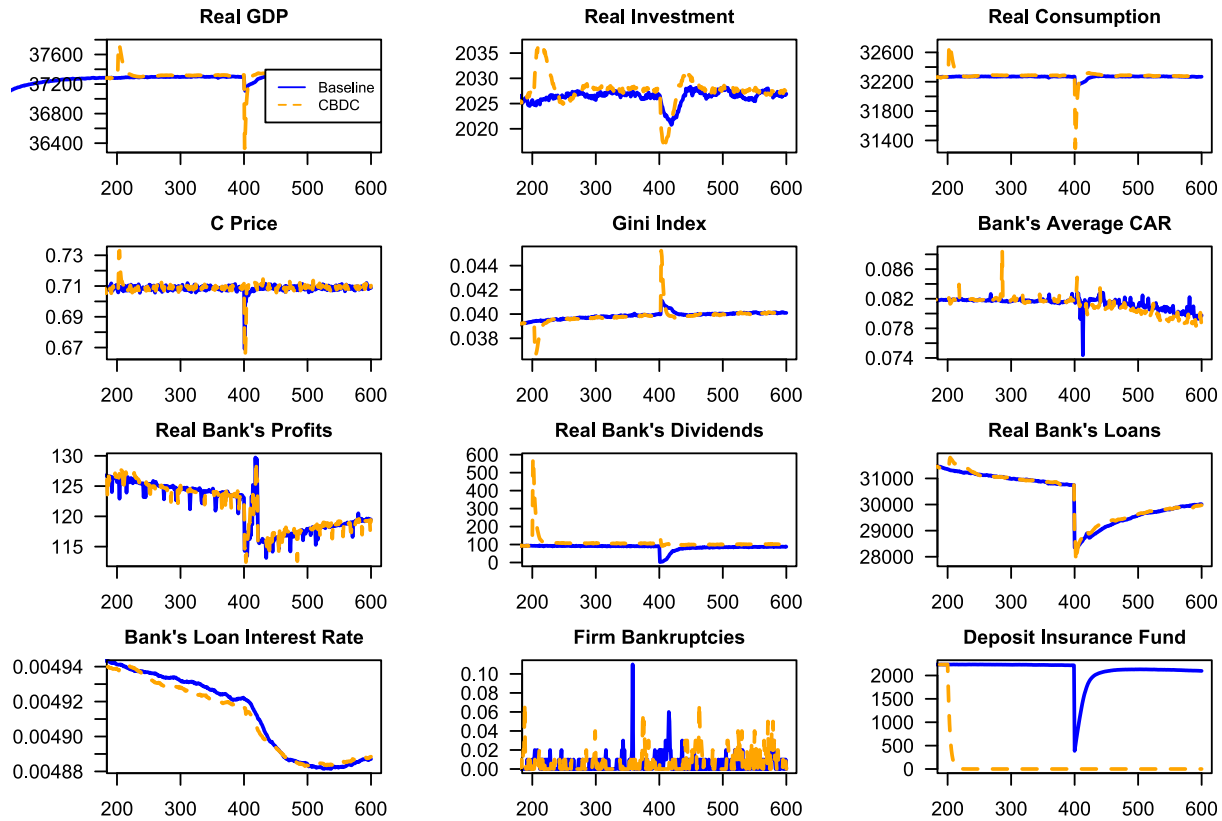 Real GDP
37600
37200
36800
36400
200 300 400 500 600
Baseline
CBDC
Real Investment
2035
2030
2025
2020
200 300 400 500 600
Real Consumption
32600
32200
31800
31400
200 300 400 500 600
C Price
0.73
0.71
0.69
0.67
200 300 400 500 600
Gini Index
0.044
0.040
0.038
200 300 400 500 600
Bank's Average CAR
0.086
0.082
0.078
0.074
200 300 400 500 600
Real Bank's Profits
130
125
120
115
200 300 400 500 600
Real Bank's Dividends
600
500
400
300
200
100
0
200 300 400 500 600
Real Bank's Loans
31000
30000
29000
28000
200 300 400 500 600
Bank's Loan Interest Rate
0.00494
0.00492
0.00490
0.00488
200 300 400 500 600
Firm Bankruptcies
0.10
0.08
0.06
0.04
0.02
0.00
200 300 400 500 600
Deposit Insurance Fund
2000
1500
1000
500
0
200 300 400 500 600